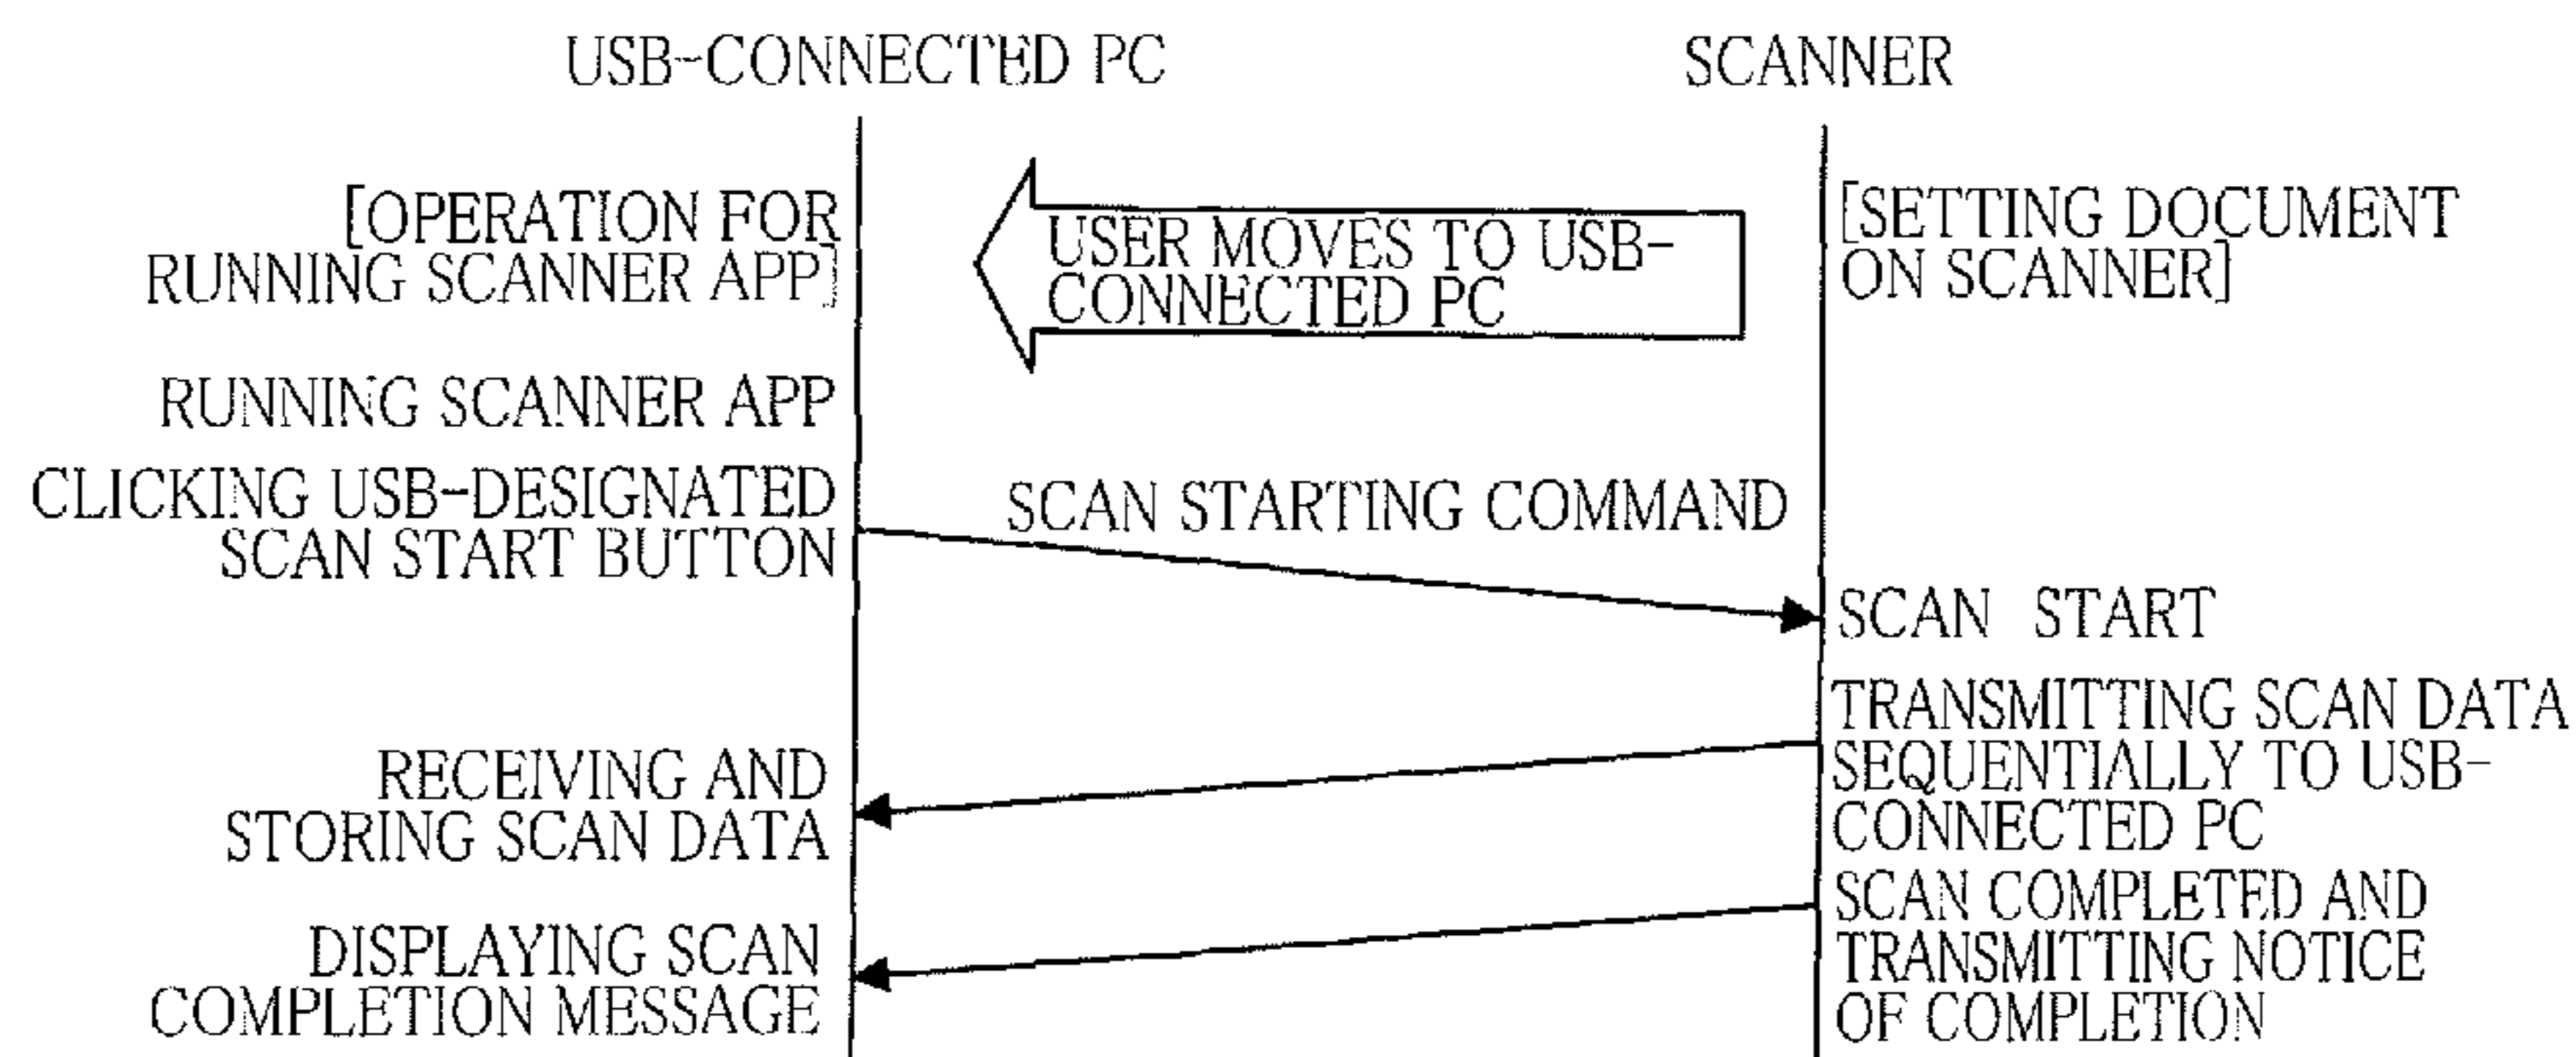 USB-CONNECTED PC
SCANNER
[OPERATION FOR
RUNNING SCANNER APP]
USER MOVES TO USB-
CONNECTED PC
[SETTING DOCUMENT
ON SCANNER]
RUNNING SCANNER APP
CLICKING USB-DESIGNATED
SCAN START BUTTON
SCAN STARTING COMMAND
SCAN START
TRANSMITTING SCAN DATA
SEQUENTIALLY TO USB-
CONNECTED PC
RECEIVING AND
STORING SCAN DATA
SCAN COMPLETED AND
TRANSMITTING NOTICE
OF COMPLETION
DISPLAYING SCAN
COMPLETION MESSAGE